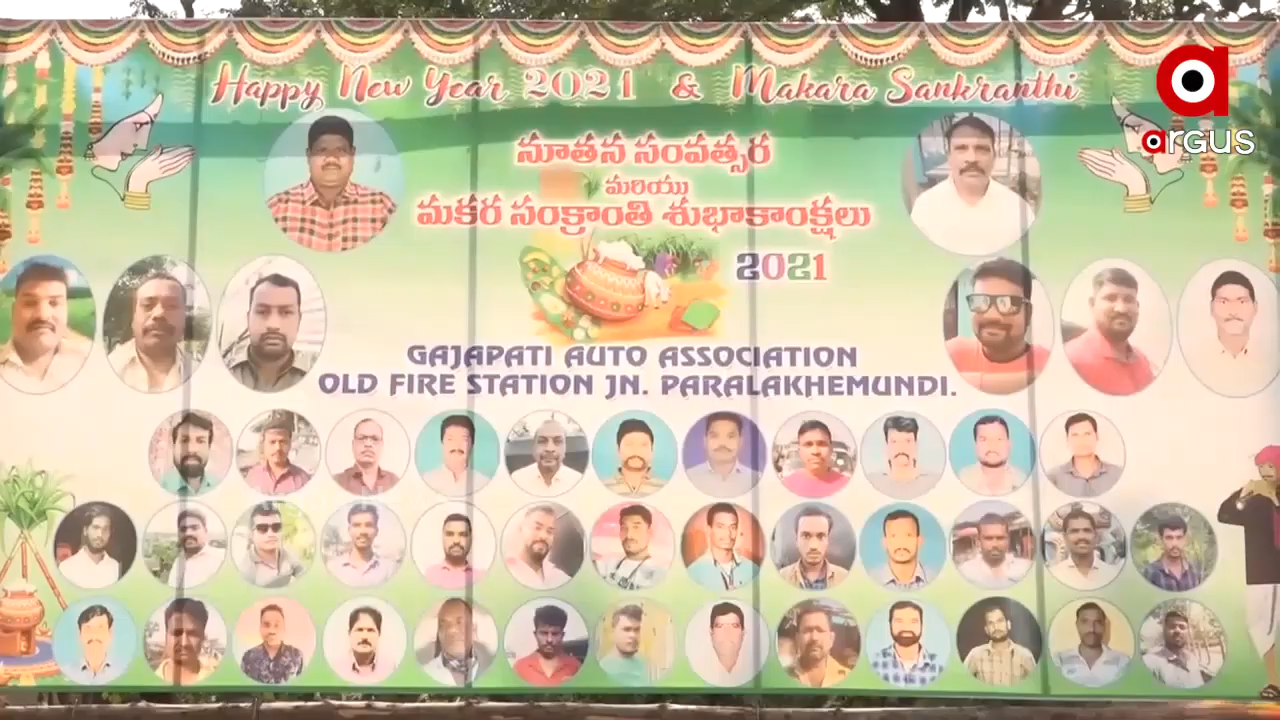 Happy New Year 2021 & Makara Sankranthi
argus
నూతన సంవత్సర
మరియు
మకర సంక్రాంతి శుభాకాంక్షలు
2021
GAJAPATI AUTO ASSOCIATION
OLD FIRE STATION JN. PARALAKHEMUNDI.